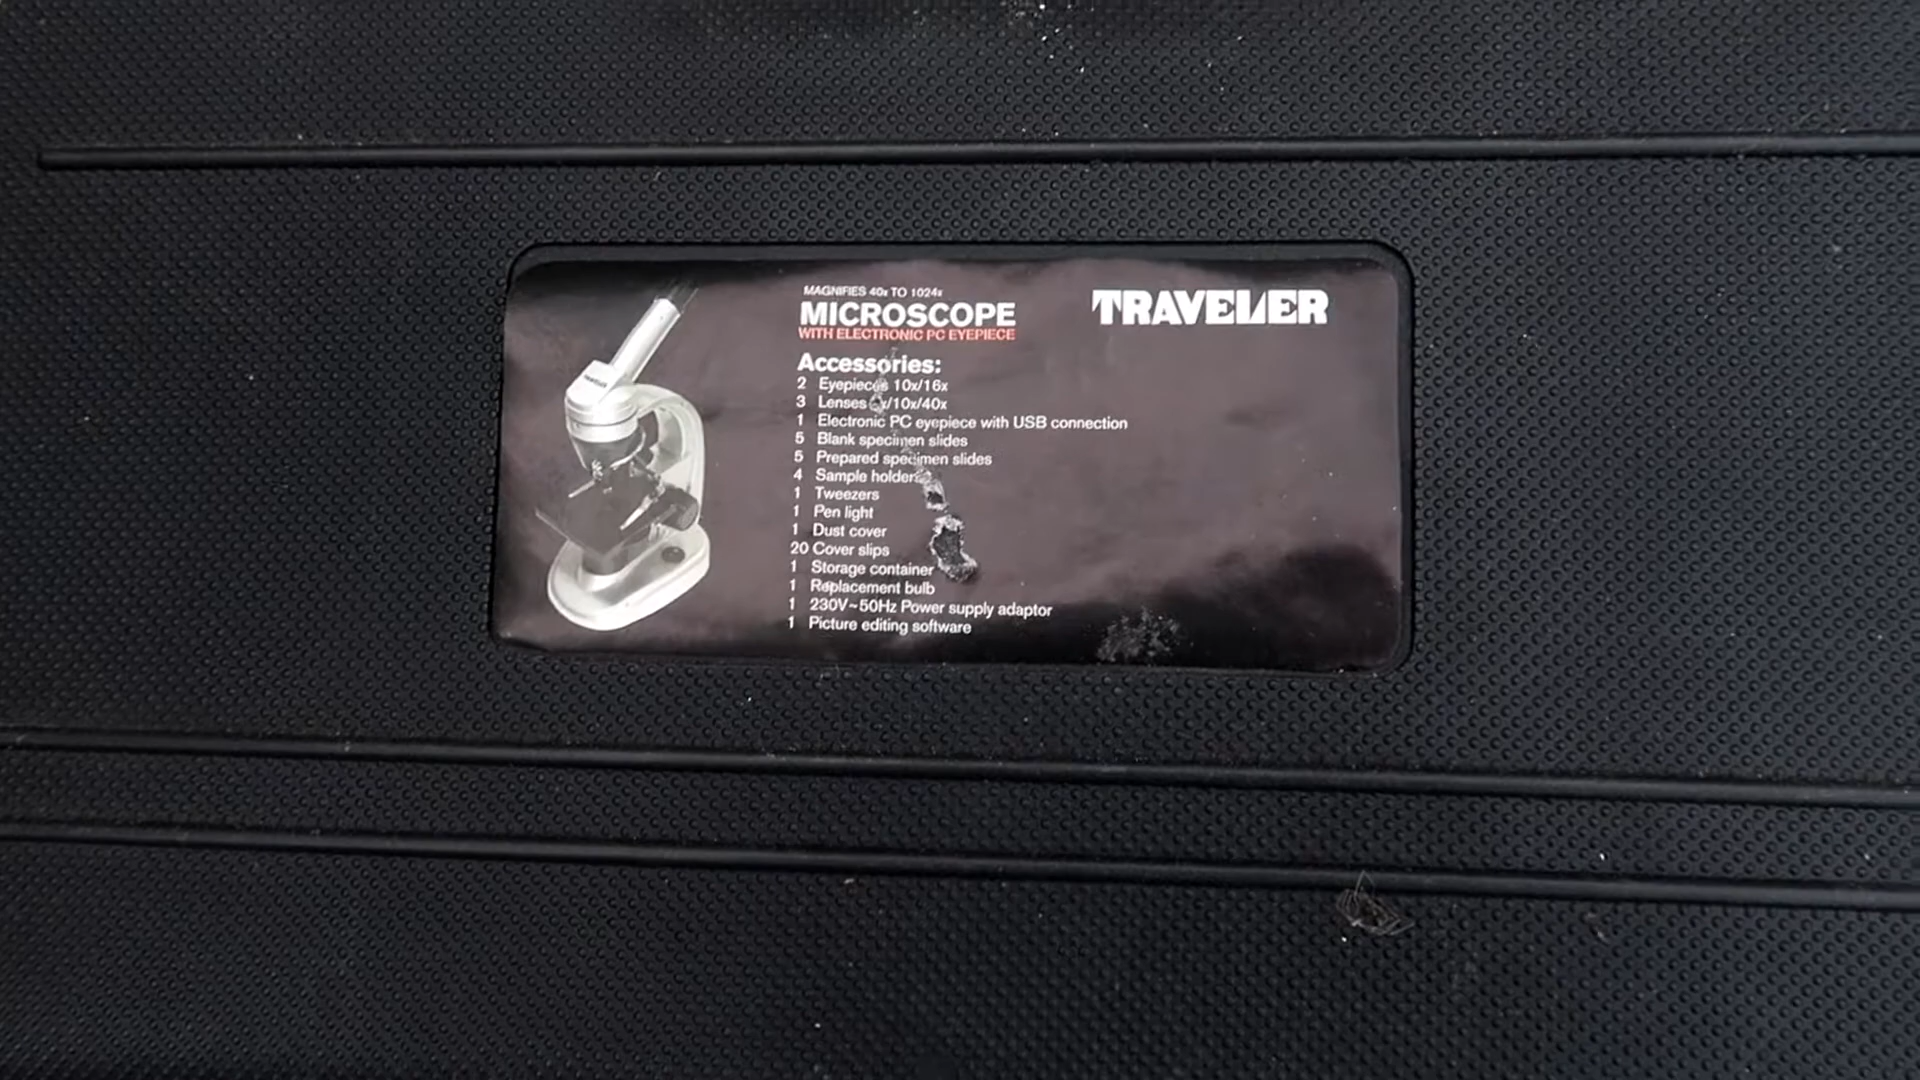 MAGNIFIES 40x TO 1024x
MICROSCOPE
WITH ELECTRONIC PC EYEPIECE
TRAVELER
Accessories:
2 Eyepieces 10x/16x
3 Lenses /10x/40x
1 Electronic PC eyepiece with USB connection
5 Blank specimen slides
5 Prepared specimen slides
4 Sample holders
1 Tweezers
1 Pen light
1 Dust cover
20 Cover slips
1 Storage container
1 Replacement bulb
1 230V~50Hz Power supply adaptor
1 Picture editing software